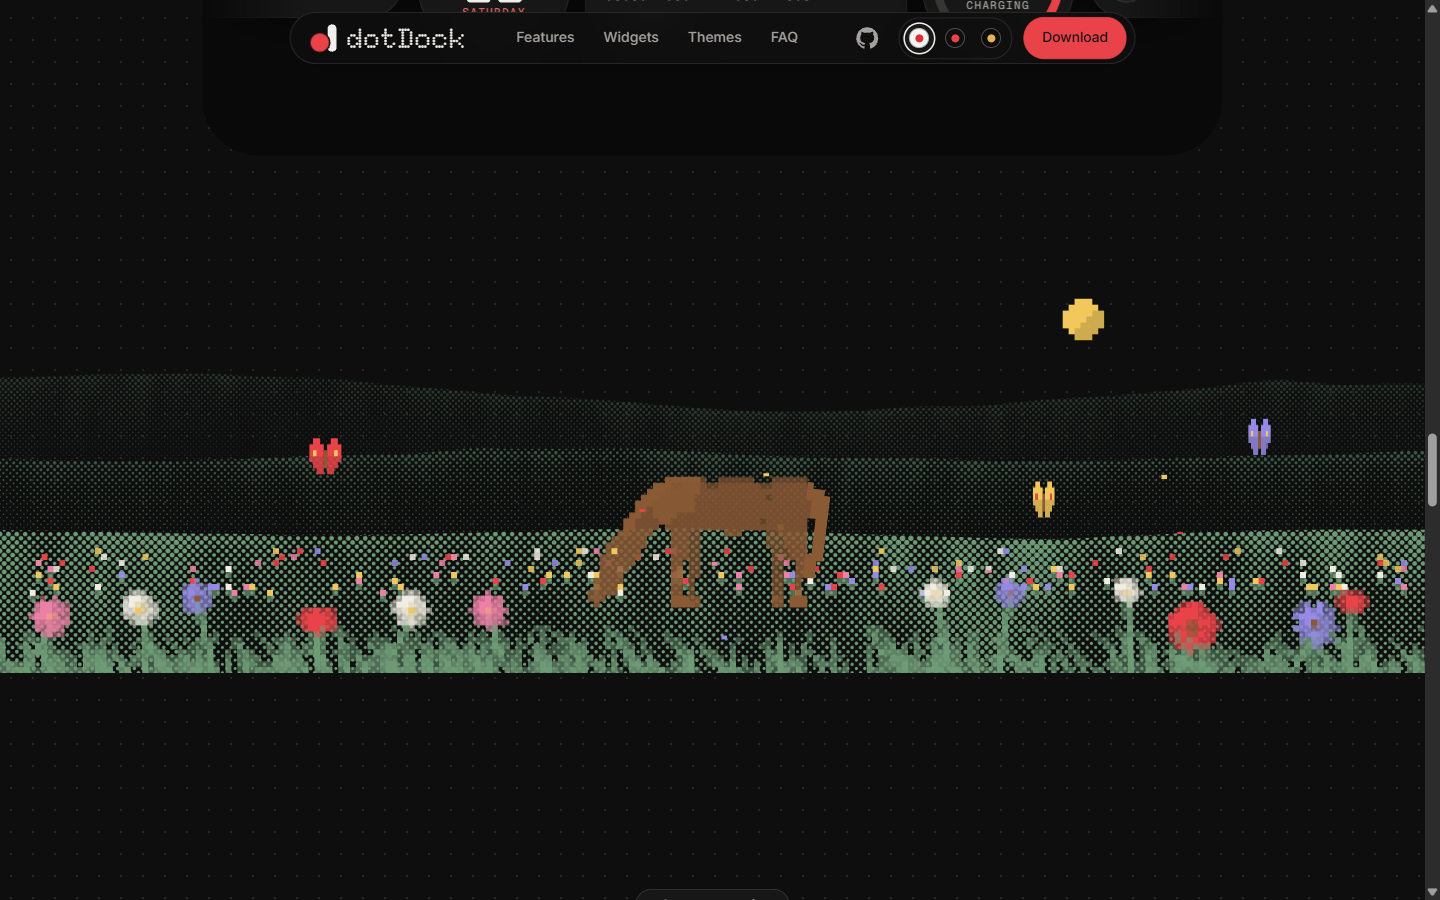 SATURDAY
CHARGING
dotDock
Features
Widgets
Themes
FAQ
Download